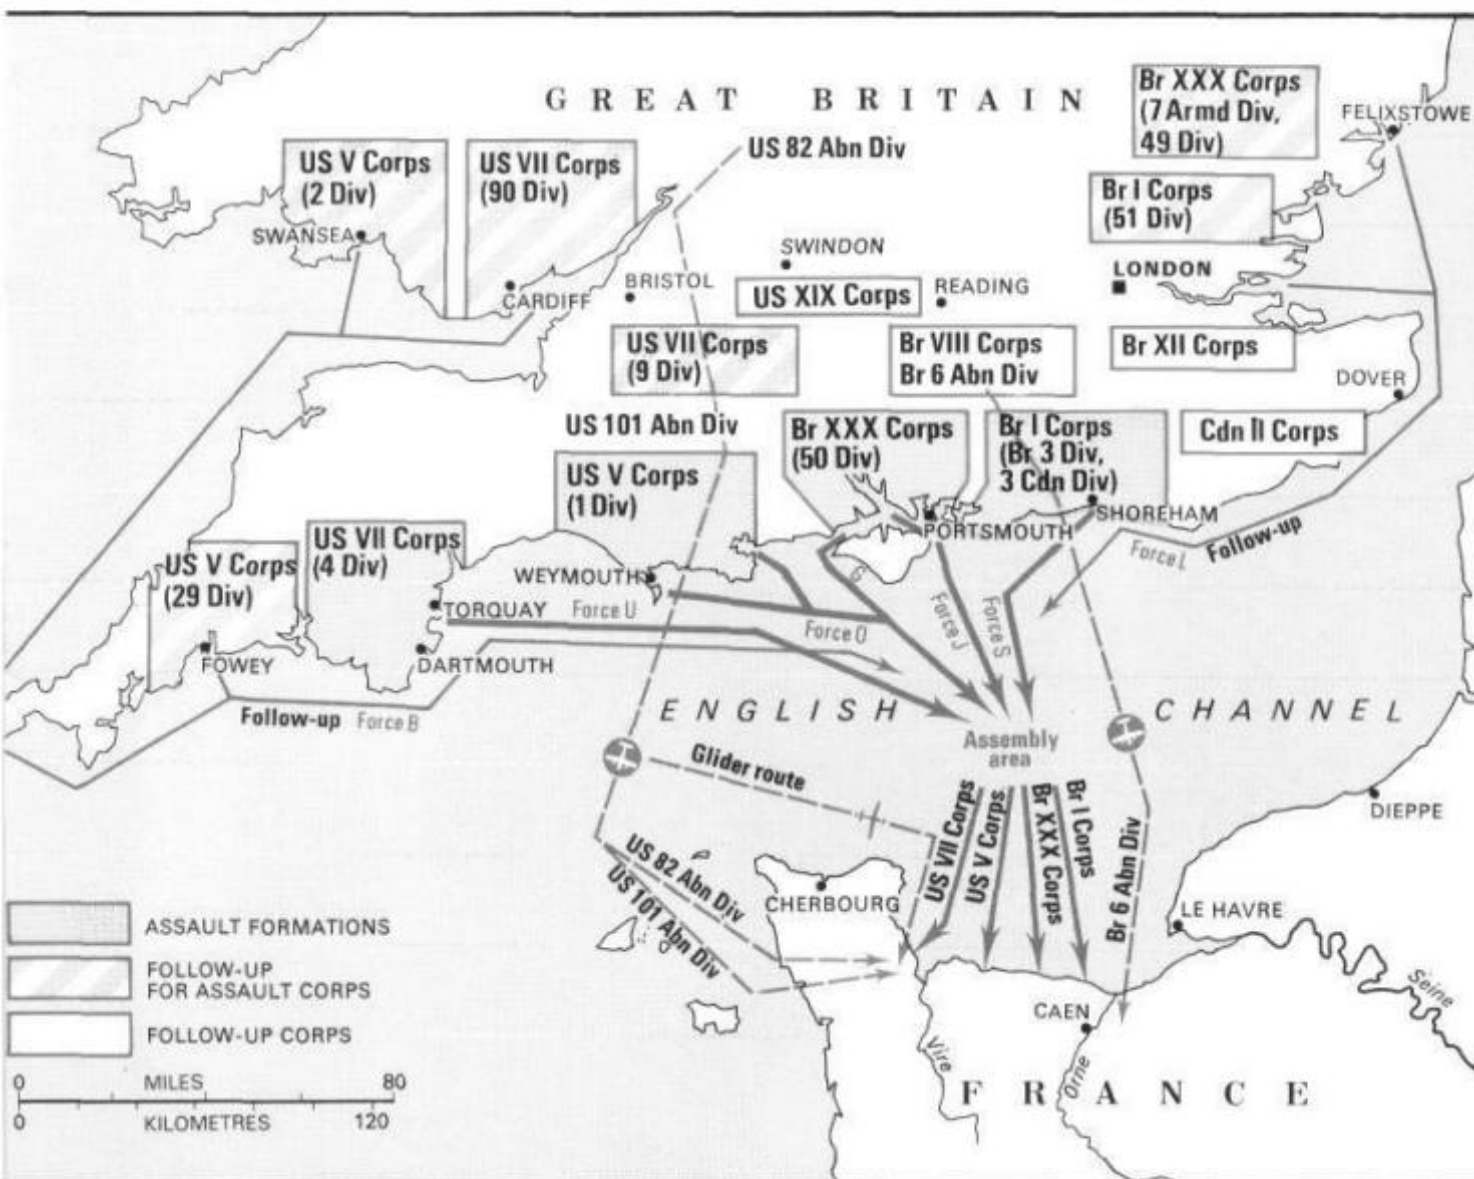 GREAT BRITAIN
Br XXX Corps
(7 Armd Div,
49 Div)
FELIXSTOWE
US V Corps
(2 Div)
US VII Corps
(90 Div)
US 82 Abn Div
Br I Corps
(51 Div)
SWANSEA
SWINDON
LONDON
CARDIFF
BRISTOL
US XIX Corps
READING
US VII Corps
(9 Div)
Br VIII Corps
Br 6 Abn Div
Br XII Corps
DOVER
US 101 Abn Div
Br XXX Corps
(50 Div)
Br I Corps
(Br 3 Div,
3 Cdn Div)
Cdn II Corps
US V Corps
(1 Div)
SHOREHAM
PORTSMOUTH
Force L
Follow-up
US V Corps
(29 Div)
US VII Corps
(4 Div)
WEYMOUTH
TORQUAY
Force U
Force O
G
Force J
Force S
FOWEY
DARTMOUTH
Follow-up Force B
ENGLISH CHANNEL
Assembly
area
Glider route
DIEPPE
US VII Corps
US V Corps
Br XXX Corps
Br I Corps
Br 6 Abn Div
US 82 Abn Div
US 101 Abn Div
CHERBOURG
LE HAVRE
Seine
CAEN
Vire
Orne
FRANCE
ASSAULT FORMATIONS
FOLLOW-UP
FOR ASSAULT CORPS
FOLLOW-UP CORPS
0 MILES 80
0 KILOMETRES 120